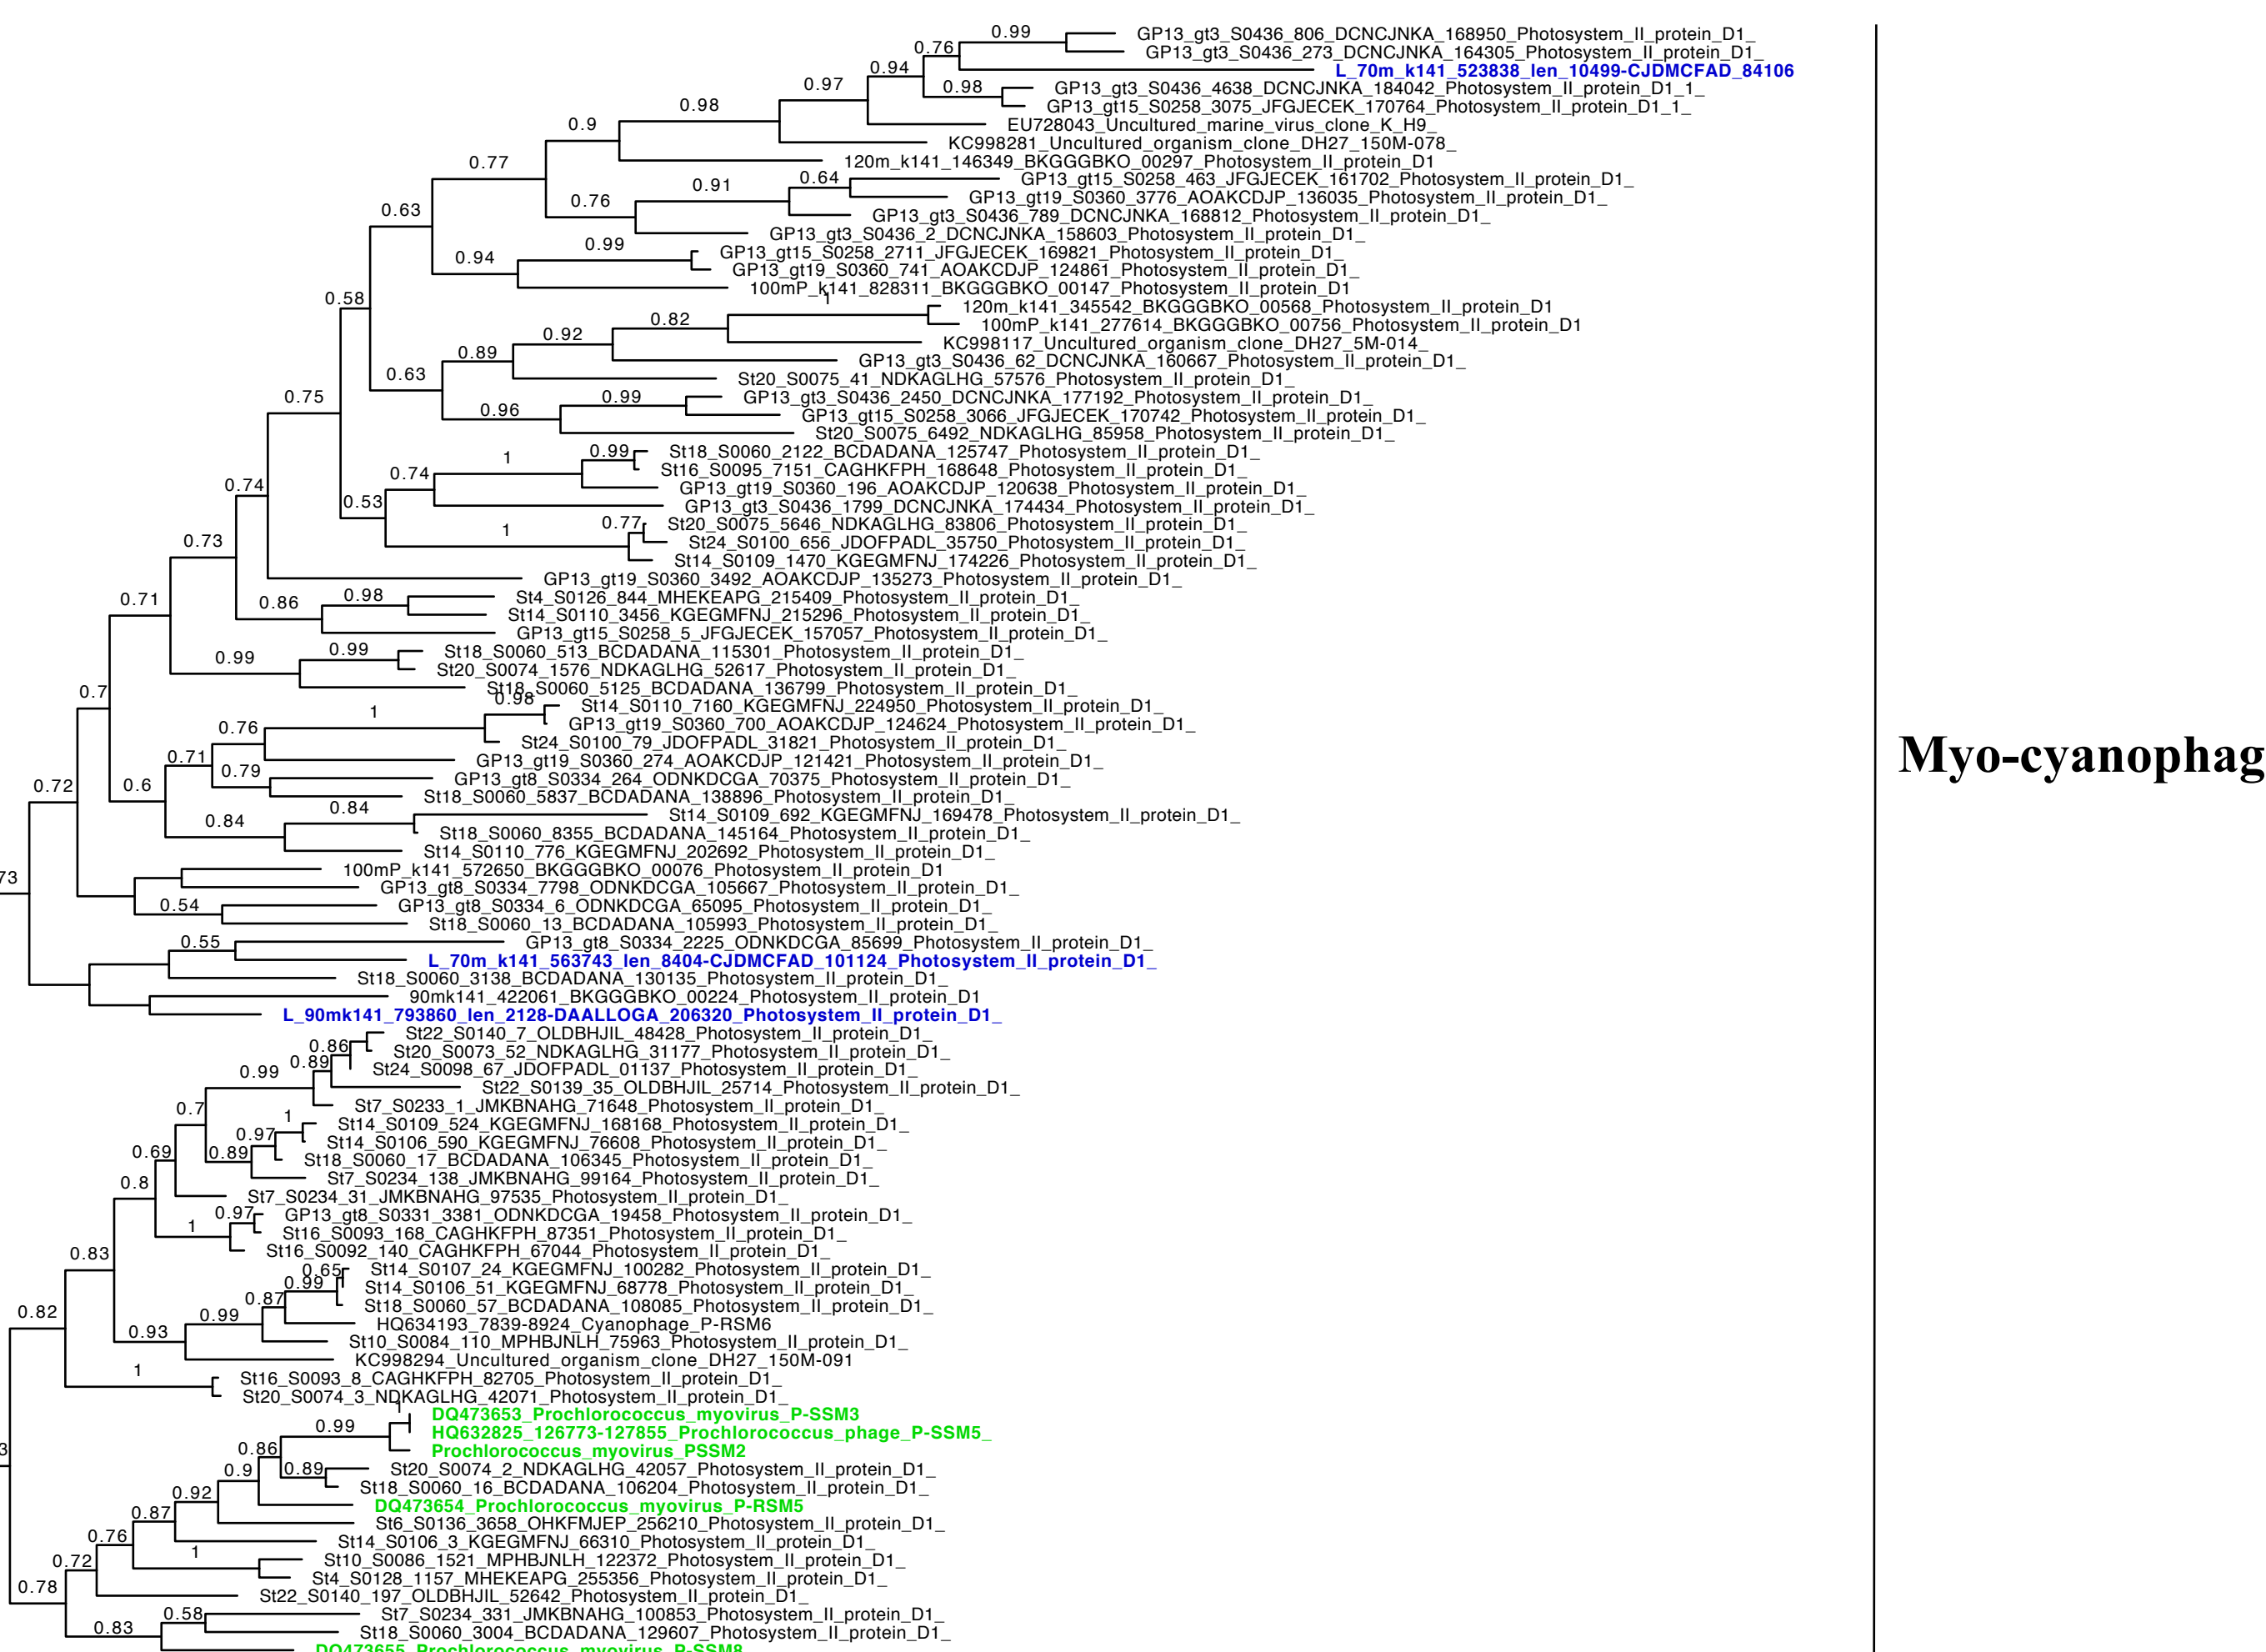 0.99
GP13_gt3_S0436_806_DCNCJNKA_168950_Photosystem_II_protein_D1_
0.76
GP13_gt3_S0436_273_DCNCJNKA_164305_Photosystem_II_protein_D1_
0.94
L_70m_k141_523838_len_10499-CJDMCFAD_84106
0.97
0.98
GP13_gt3_S0436_4638_DCNCJNKA_184042_Photosystem_II_protein_D1_1_
0.98
GP13_gt15_S0258_3075_JFGJECEK_170764_Photosystem_II_protein_D1_1_
0.9
EU728043_Uncultured_marine_virus_clone_K_H9_
KC998281_Uncultured_organism_clone_DH27_150M-078_
0.77
120m_k141_146349_BKGGGBKO_00297_Photosystem_II_protein_D1
0.91
0.64
GP13_gt15_S0258_463_JFGJECEK_161702_Photosystem_II_protein_D1_
0.76
GP13_gt19_S0360_3776_AOAKCDJP_136035_Photosystem_II_protein_D1_
0.63
GP13_gt3_S0436_789_DCNCJNKA_168812_Photosystem_II_protein_D1_
GP13_gt3_S0436_2_DCNCJNKA_158603_Photosystem_II_protein_D1_
0.94
0.99
GP13_gt15_S0258_2711_JFGJECEK_169821_Photosystem_II_protein_D1_
GP13_gt19_S0360_741_AOAKCDJP_124861_Photosystem_II_protein_D1_
100mP_k141_828311_BKGGGBKO_00147_Photosystem_II_protein_D1
0.58
1
120m_k141_345542_BKGGGBKO_00568_Photosystem_II_protein_D1
0.82
100mP_k141_277614_BKGGGBKO_00756_Photosystem_II_protein_D1
0.92
KC998117_Uncultured_organism_clone_DH27_5M-014_
0.89
GP13_gt3_S0436_62_DCNCJNKA_160667_Photosystem_II_protein_D1_
0.63
St20_S0075_41_NDKAGLHG_57576_Photosystem_II_protein_D1_
0.75
0.99
GP13_gt3_S0436_2450_DCNCJNKA_177192_Photosystem_II_protein_D1_
0.96
GP13_gt15_S0258_3066_JFGJECEK_170742_Photosystem_II_protein_D1_
St20_S0075_6492_NDKAGLHG_85958_Photosystem_II_protein_D1_
1
0.99
St18_S0060_2122_BCDADANA_125747_Photosystem_II_protein_D1_
0.74
St16_S0095_7151_CAGHKFPH_168648_Photosystem_II_protein_D1_
0.74
GP13_gt19_S0360_196_AOAKCDJP_120638_Photosystem_II_protein_D1_
0.53
GP13_gt3_S0436_1799_DCNCJNKA_174434_Photosystem_II_protein_D1_
1
0.77
St20_S0075_5646_NDKAGLHG_83806_Photosystem_II_protein_D1_
0.73
St24_S0100_656_JDOFPADL_35750_Photosystem_II_protein_D1_
St14_S0109_1470_KGEGMFNJ_174226_Photosystem_II_protein_D1_
GP13_gt19_S0360_3492_AOAKCDJP_135273_Photosystem_II_protein_D1_
0.71
0.86
0.98
St4_S0126_844_MHEKEAPG_215409_Photosystem_II_protein_D1_
St14_S0110_3456_KGEGMFNJ_215296_Photosystem_II_protein_D1_
GP13_gt15_S0258_5_JFGJECEK_157057_Photosystem_II_protein_D1_
0.99
0.99
St18_S0060_513_BCDADANA_115301_Photosystem_II_protein_D1_
St20_S0074_1576_NDKAGLHG_52617_Photosystem_II_protein_D1_
0.7
St18_S0060_5125_BCDADANA_136799_Photosystem_II_protein_D1_
1
0.98
St14_S0110_7160_KGEGMFNJ_224950_Photosystem_II_protein_D1_
0.76
GP13_gt19_S0360_700_AOAKCDJP_124624_Photosystem_II_protein_D1_
St24_S0100_79_JDOFPADL_31821_Photosystem_II_protein_D1_
0.71
GP13_gt19_S0360_274_AOAKCDJP_121421_Photosystem_II_protein_D1_
Myo-cyanophag
0.72
0.6
0.79
GP13_gt8_S0334_264_ODNKDCGA_70375_Photosystem_II_protein_D1_
St18_S0060_5837_BCDADANA_138896_Photosystem_II_protein_D1_
0.84
0.84
St14_S0109_692_KGEGMFNJ_169478_Photosystem_II_protein_D1_
St18_S0060_8355_BCDADANA_145164_Photosystem_II_protein_D1_
St14_S0110_776_KGEGMFNJ_202692_Photosystem_II_protein_D1_
73
100mP_k141_572650_BKGGGBKO_00076_Photosystem_II_protein_D1
GP13_gt8_S0334_7798_ODNKDCGA_105667_Photosystem_II_protein_D1_
0.54
GP13_gt8_S0334_6_ODNKDCGA_65095_Photosystem_II_protein_D1_
St18_S0060_13_BCDADANA_105993_Photosystem_II_protein_D1_
0.55
GP13_gt8_S0334_2225_ODNKDCGA_85699_Photosystem_II_protein_D1_
L_70m_k141_563743_len_8404-CJDMCFAD_101124_Photosystem_II_protein_D1_
St18_S0060_3138_BCDADANA_130135_Photosystem_II_protein_D1_
90mk141_422061_BKGGGBKO_00224_Photosystem_II_protein_D1
L_90mk141_793860_len_2128-DAALLOGA_206320_Photosystem_II_protein_D1_
St22_S0140_7_OLDBHJIL_48428_Photosystem_II_protein_D1_
0.86
St20_S0073_52_NDKAGLHG_31177_Photosystem_II_protein_D1_
0.99
0.89
St24_S0098_67_JDOFPADL_01137_Photosystem_II_protein_D1_
St22_S0139_35_OLDBHJIL_25714_Photosystem_II_protein_D1_
0.7
St7_S0233_1_JMKBNAHG_71648_Photosystem_II_protein_D1_
1
St14_S0109_524_KGEGMFNJ_168168_Photosystem_II_protein_D1_
0.97
St14_S0106_590_KGEGMFNJ_76608_Photosystem_II_protein_D1_
0.69
0.89
St18_S0060_17_BCDADANA_106345_Photosystem_II_protein_D1_
St7_S0234_138_JMKBNAHG_99164_Photosystem_II_protein_D1_
0.8
St7_S0234_31_JMKBNAHG_97535_Photosystem_II_protein_D1_
1
0.97
GP13_gt8_S0331_3381_ODNKDCGA_19458_Photosystem_II_protein_D1_
St16_S0093_168_CAGHKFPH_87351_Photosystem_II_protein_D1_
0.83
St16_S0092_140_CAGHKFPH_67044_Photosystem_II_protein_D1_
0.65
St14_S0107_24_KGEGMFNJ_100282_Photosystem_II_protein_D1_
0.99
St14_S0106_51_KGEGMFNJ_68778_Photosystem_II_protein_D1_
0.87
St18_S0060_57_BCDADANA_108085_Photosystem_II_protein_D1_
0.82
0.99
HQ634193_7839-8924_Cyanophage_P-RSM6
0.93
St10_S0084_110_MPHBJNLH_75963_Photosystem_II_protein_D1_
KC998294_Uncultured_organism_clone_DH27_150M-091
1
St16_S0093_8_CAGHKFPH_82705_Photosystem_II_protein_D1_
St20_S0074_3_NDKAGLHG_42071_Photosystem_II_protein_D1_
1
DQ473653_Prochlorococcus_myovirus_P-SSM3
0.99
HQ632825_126773-127855_Prochlorococcus_phage_P-SSM5_
3
0.86
Prochlorococcus_myovirus_PSSM2
0.9
0.89
St20_S0074_2_NDKAGLHG_42057_Photosystem_II_protein_D1_
St18_S0060_16_BCDADANA_106204_Photosystem_II_protein_D1_
0.92
DQ473654_Prochlorococcus_myovirus_P-RSM5
0.87
St6_S0136_3658_OHKFMJEP_256210_Photosystem_II_protein_D1_
0.76
St14_S0106_3_KGEGMFNJ_66310_Photosystem_II_protein_D1_
0.72
1
St10_S0086_1521_MPHBJNLH_122372_Photosystem_II_protein_D1_
St4_S0128_1157_MHEKEAPG_255356_Photosystem_II_protein_D1_
0.78
St22_S0140_197_OLDBHJIL_52642_Photosystem_II_protein_D1_
0.58
St7_S0234_331_JMKBNAHG_100853_Photosystem_II_protein_D1_
0.83
St18_S0060_3004_BCDADANA_129607_Photosystem_II_protein_D1_
DQ473655_Prochlorococcus_myovirus_P-SSM8